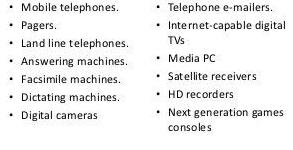 • Mobile telephones.
• Pagers.
• Land line telephones.
• Answering machines.
• Facsimile machines.
• Dictating machines.
• Digital cameras
• Telephone e-mailers.
• Internet-capable digital
TVs
• Media PC
• Satellite receivers
• HD recorders
• Next generation games
consoles